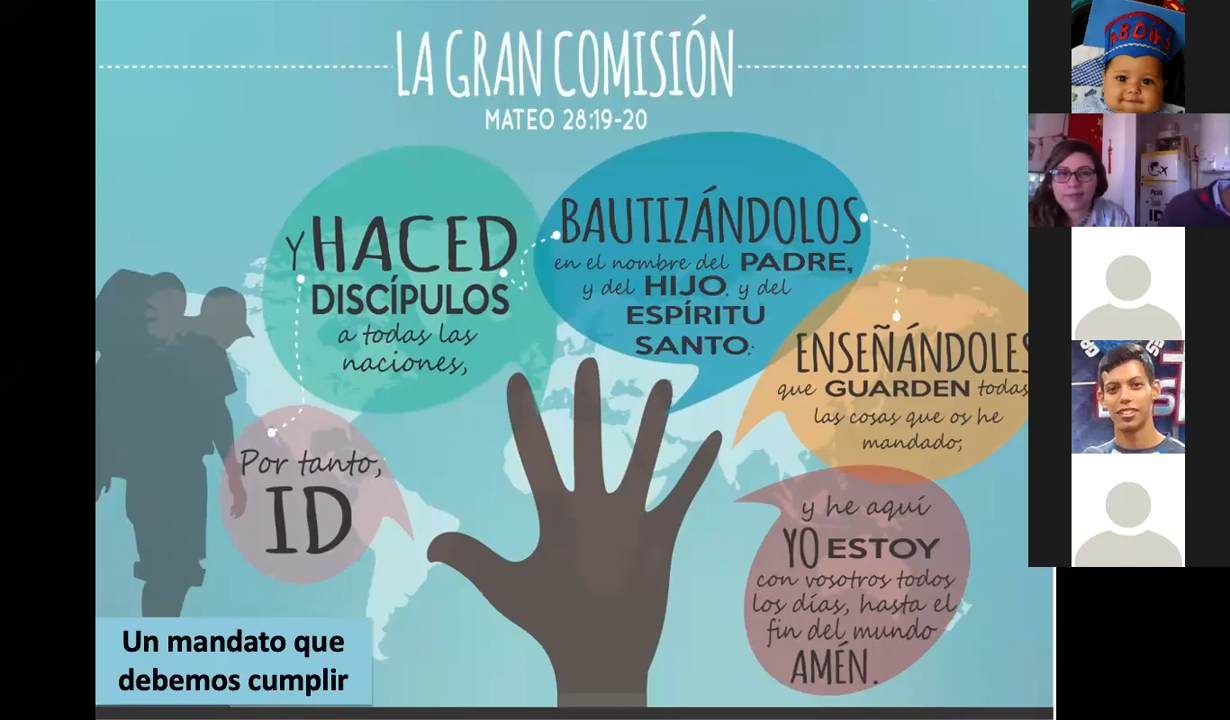 LA GRAN COMISIÓN
MATEO 28:19-20
Por tanto,
ID
Y HACED
DISCÍPULOS
a todas las
naciones,
BAUTIZÁNDOLOS
en el nombre del PADRE,
y del HIJO, y del
ESPÍRITU
SANTO;
ENSEÑÁNDOLES
que GUARDEN todas
las cosas que os he
mandado;
y he aquí
YO ESTOY
con vosotros todos
los días, hasta el
fin del mundo
AMÉN.
Un mandato que
debemos cumplir